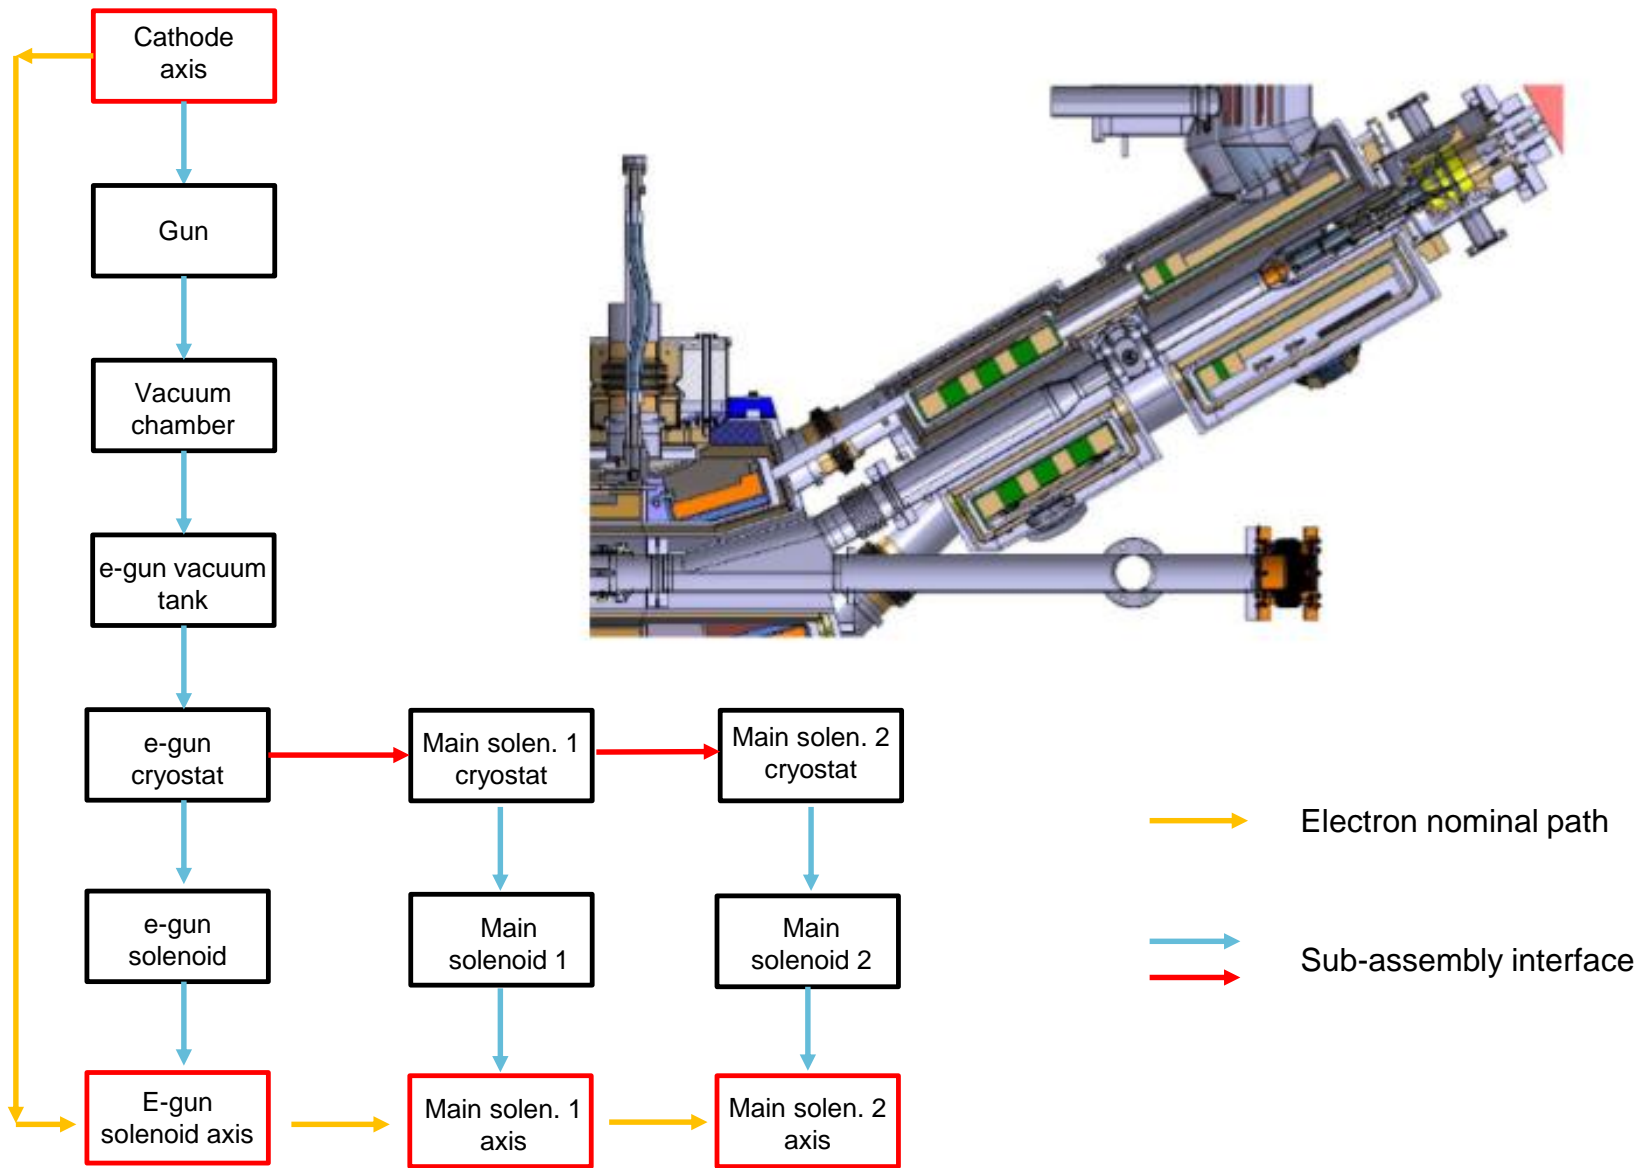 Cathode
axis
Gun
Vacuum
chamber
e-gun vacuum
tank
e-gun
cryostat
Main solen. 1
cryostat
Main solen. 2
cryostat
e-gun
solenoid
Main
solenoid 1
Main
solenoid 2
E-gun
solenoid axis
Main solen. 1
axis
Main solen. 2
axis
Electron nominal path
Sub-assembly interface